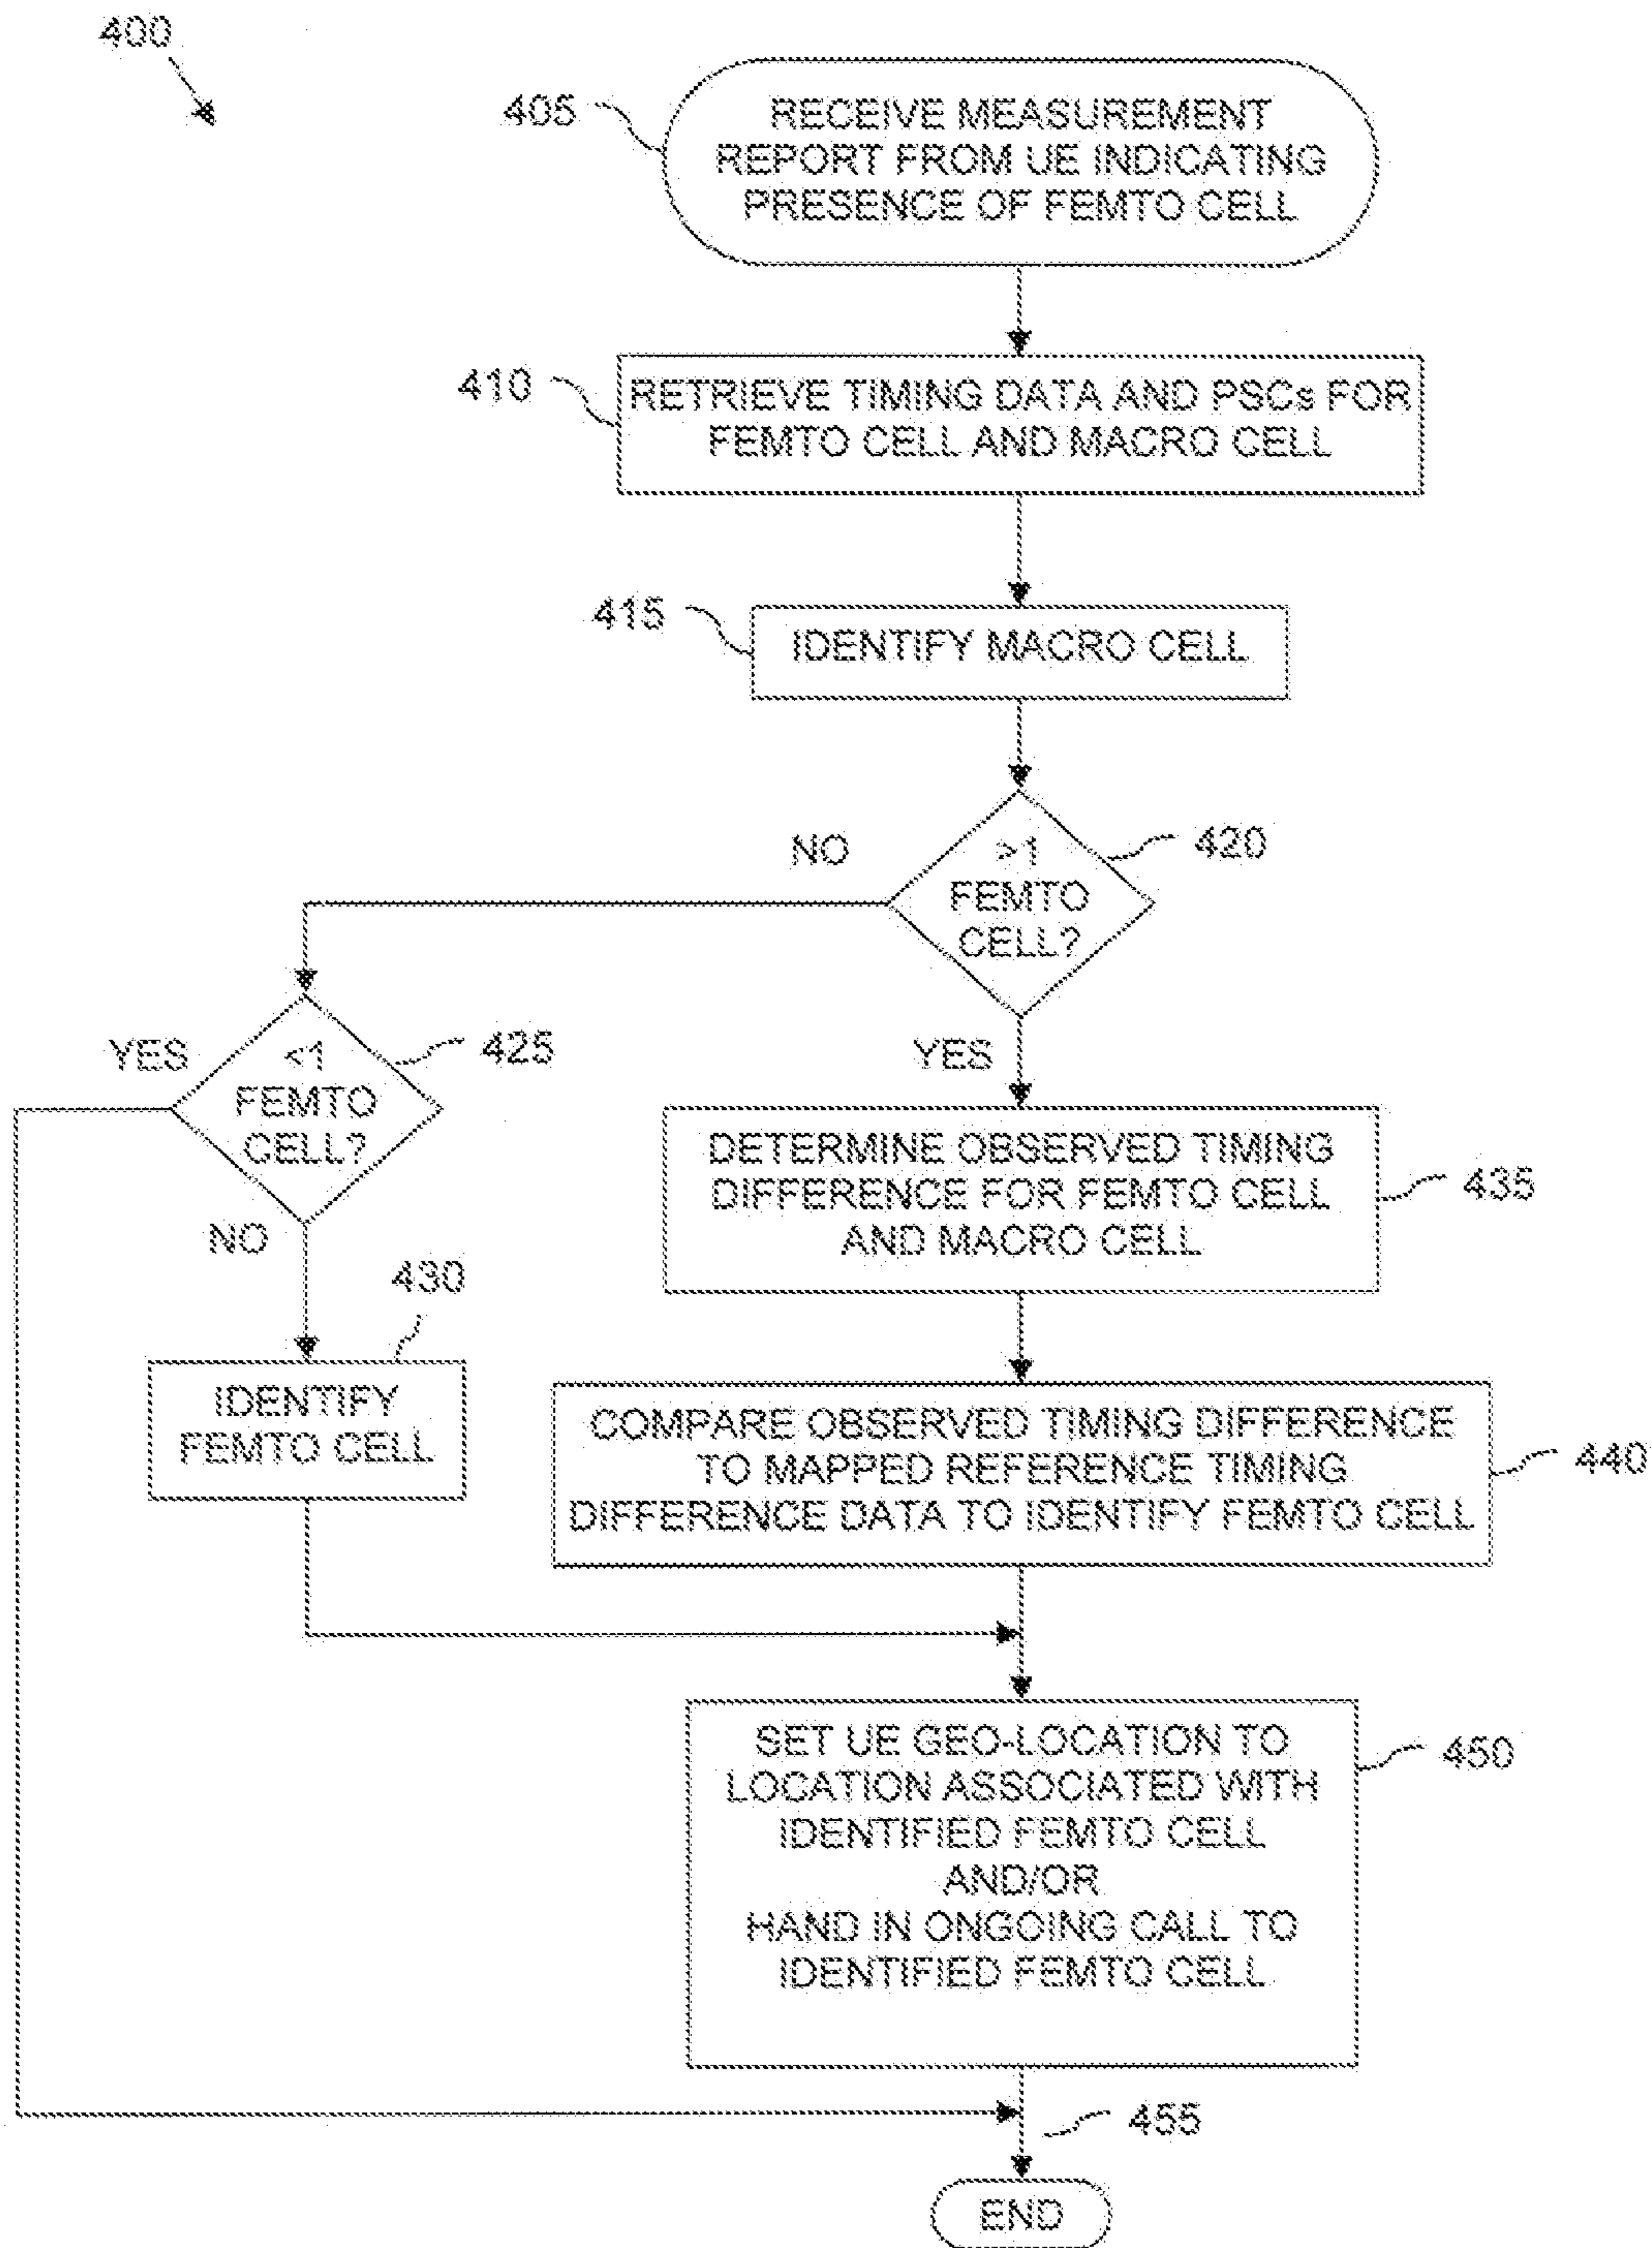 400
405
RECEIVE MEASUREMENT
REPORT FROM UE INDICATING
PRESENCE OF FEMTO CELL
410
RETRIEVE TIMING DATA AND PSCs FOR
FEMTO CELL AND MACRO CELL
415
IDENTIFY MACRO CELL
NO
>1
FEMTO
CELL?
420
YES
YES
<1
FEMTO
CELL?
425
NO
DETERMINE OBSERVED TIMING
DIFFERENCE FOR FEMTO CELL
AND MACRO CELL
435
430
IDENTIFY
FEMTO CELL
COMPARE OBSERVED TIMING DIFFERENCE
TO MAPPED REFERENCE TIMING
DIFFERENCE DATA TO IDENTIFY FEMTO CELL
440
SET UE GEO-LOCATION TO
LOCATION ASSOCIATED WITH
IDENTIFIED FEMTO CELL
AND/OR
HAND IN ONGOING CALL TO
IDENTIFIED FEMTO CELL
450
455
END